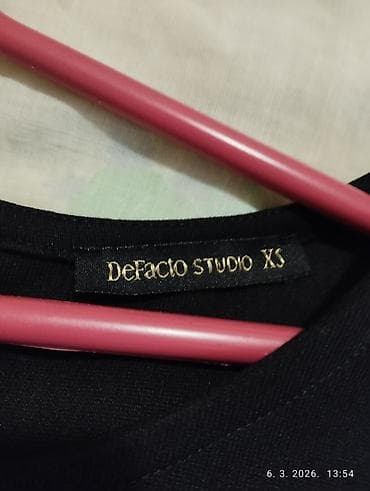 DeFacto STUDIO XS
6. 3. 2026. 13:54